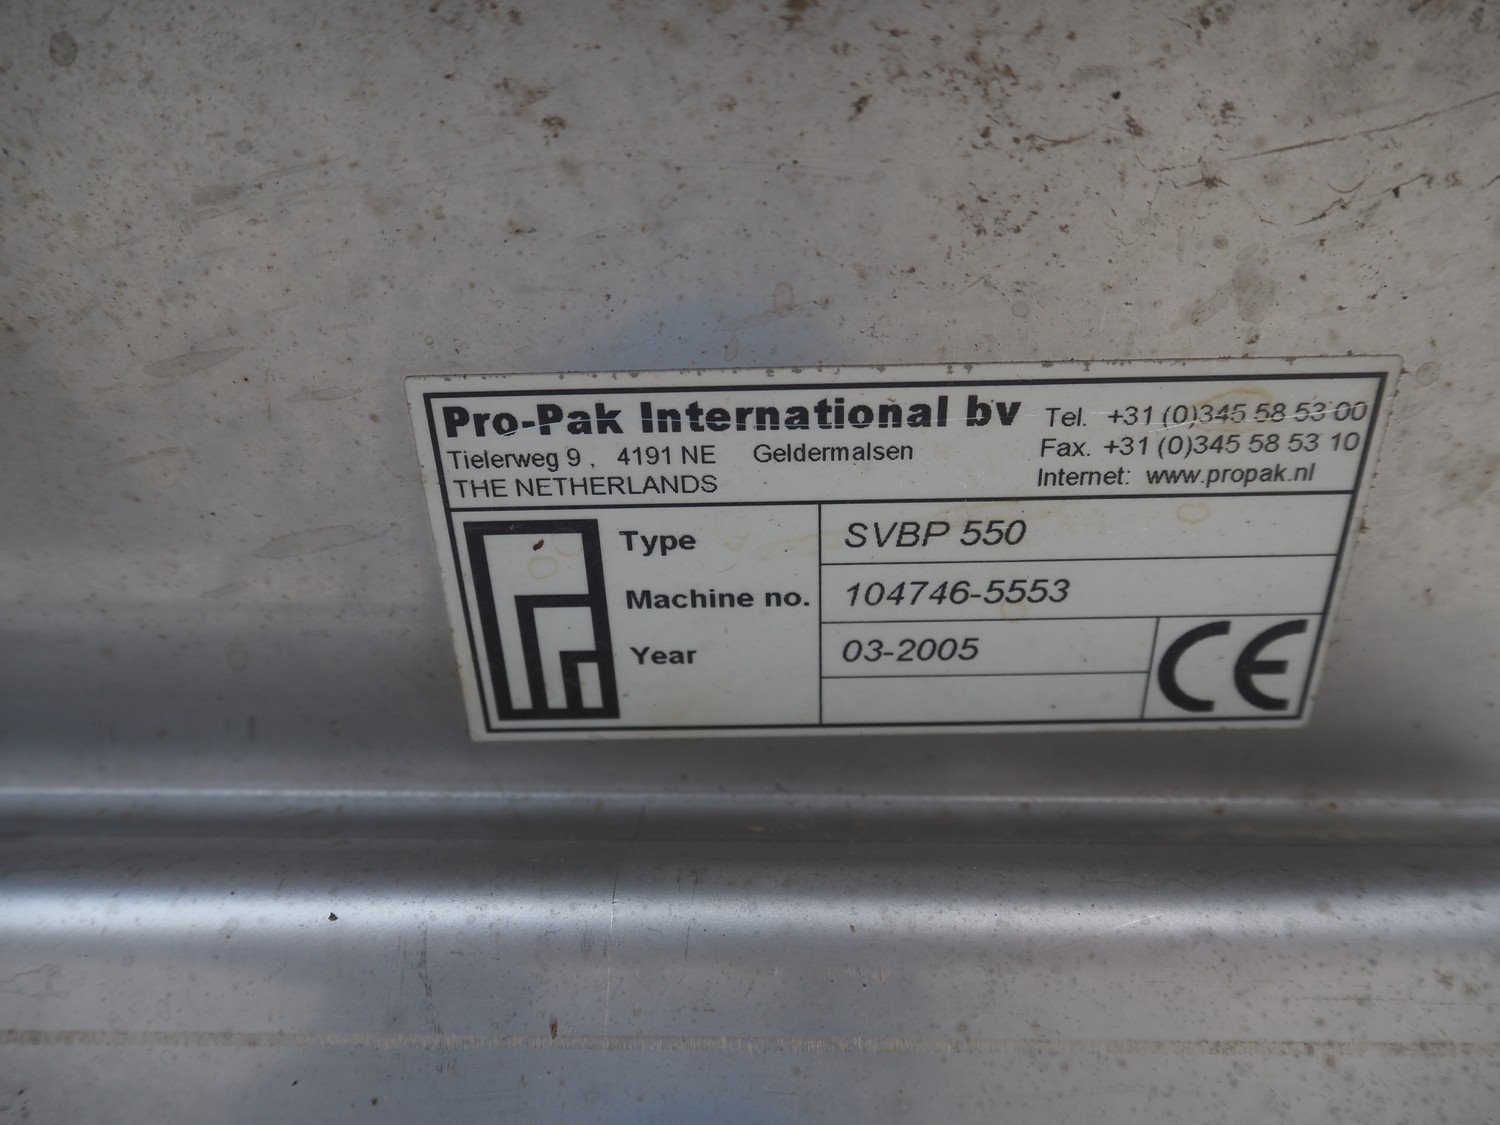 Pro-Pak International bv
Tielerweg 9 , 4191 NE Geldermalsen
THE NETHERLANDS
Tel. +31 (0)345 58 53 00
Fax. +31 (0)345 58 53 10
Internet: www.propak.nl
Type SVBP 550
Machine no. 104746-5553
Year 03-2005
CE